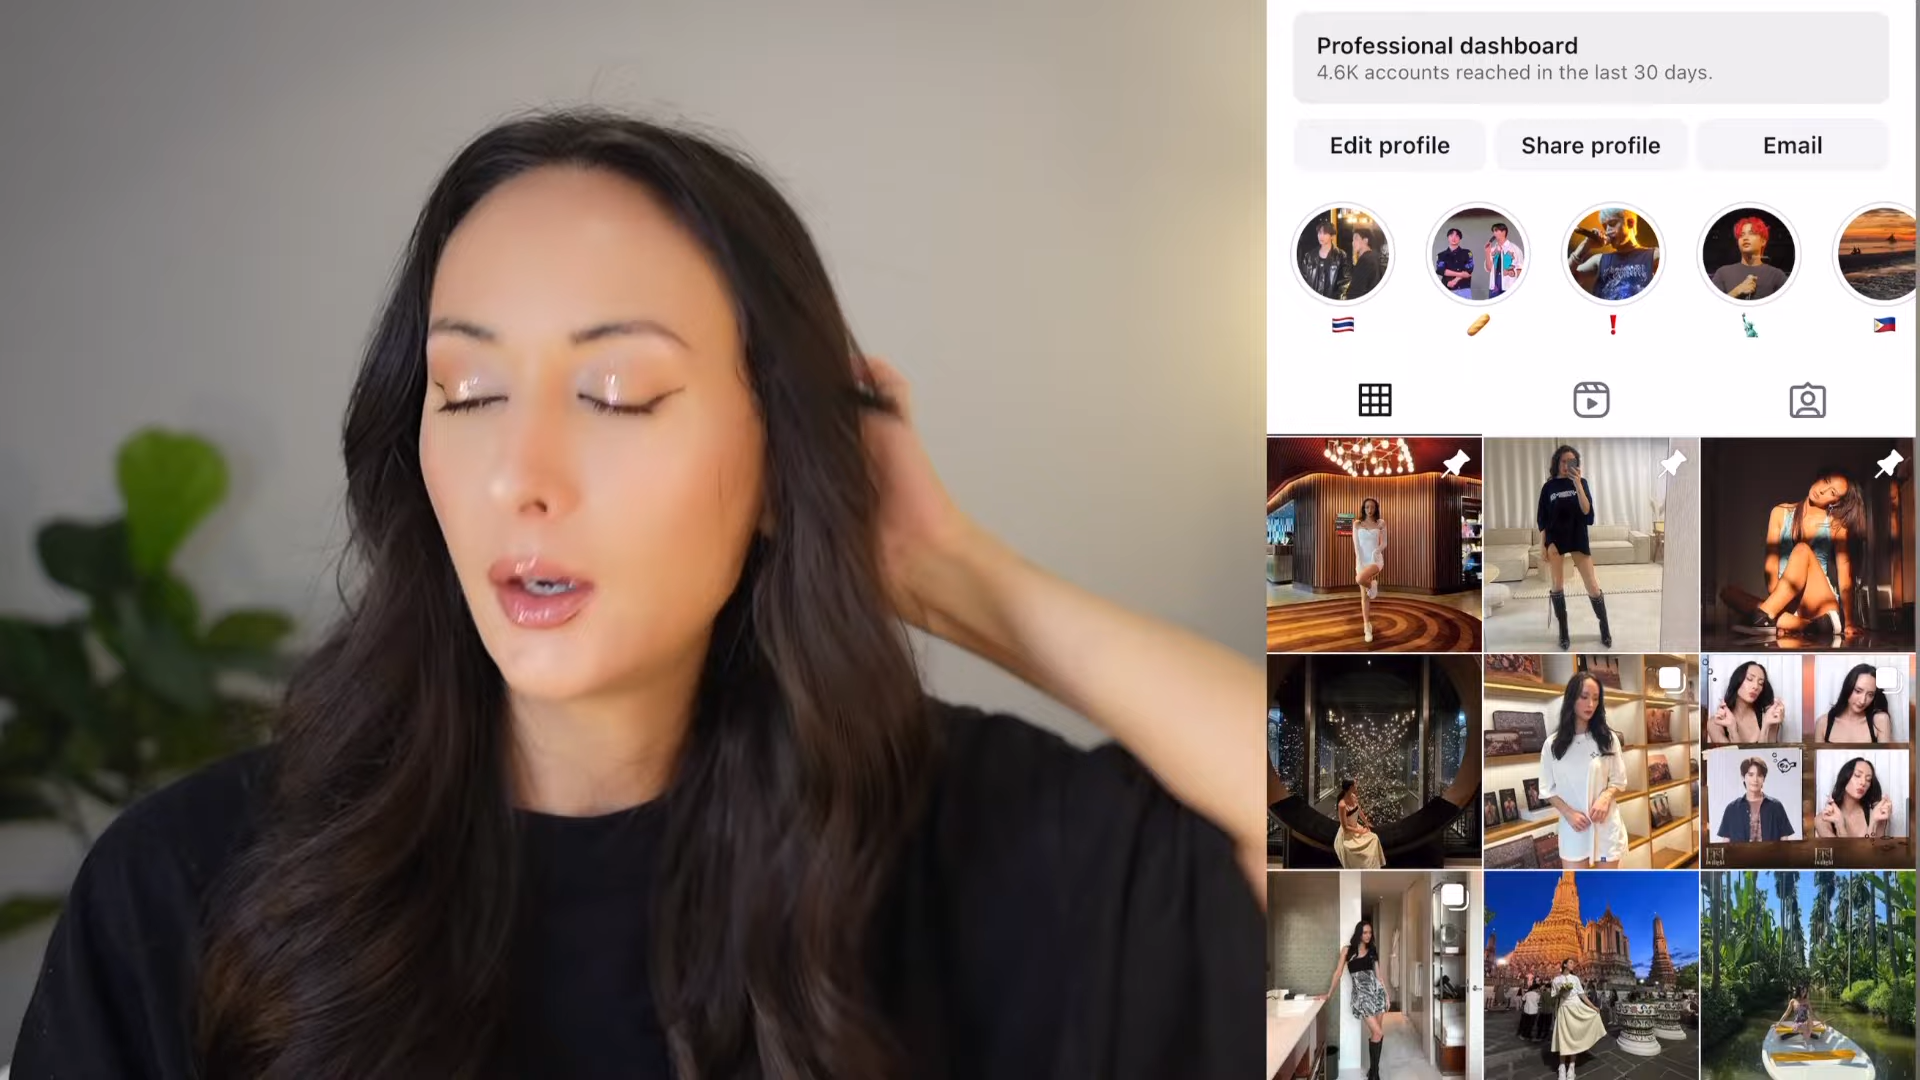 Professional dashboard
4.6K accounts reached in the last 30 days.
Edit profile
Share profile
Email